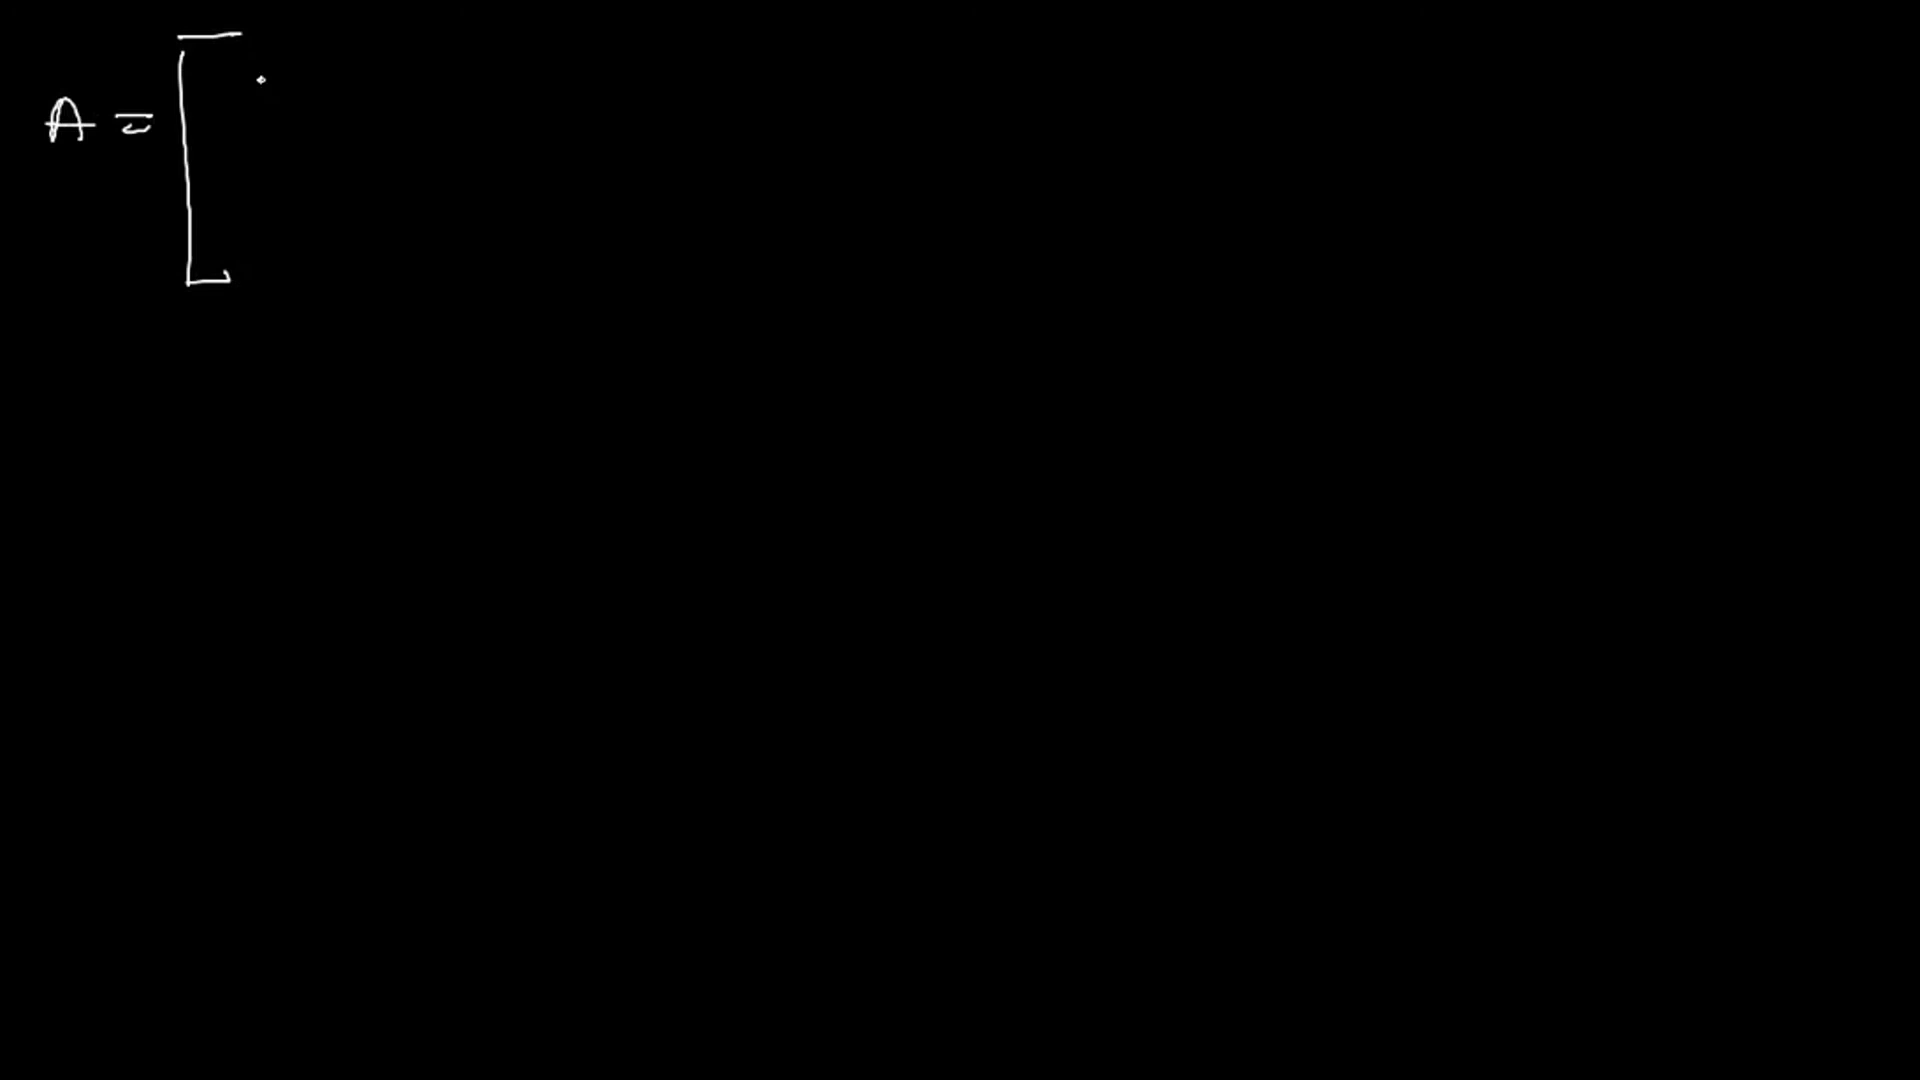 A = [